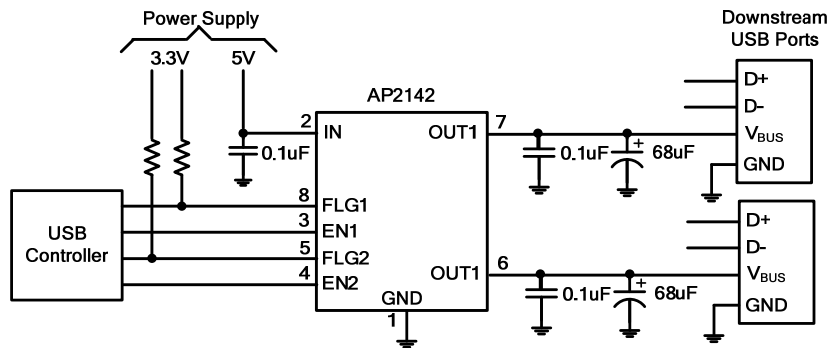 Power Supply
3.3V
5V
Downstream
USB Ports
AP2142
D+
D-
VBUS
GND
2
IN
OUT1
7
0.1uF
0.1uF
+
68uF
USB
Controller
8
FLG1
3
EN1
5
FLG2
4
EN2
OUT1
6
GND
1
0.1uF
+
68uF
D+
D-
VBUS
GND